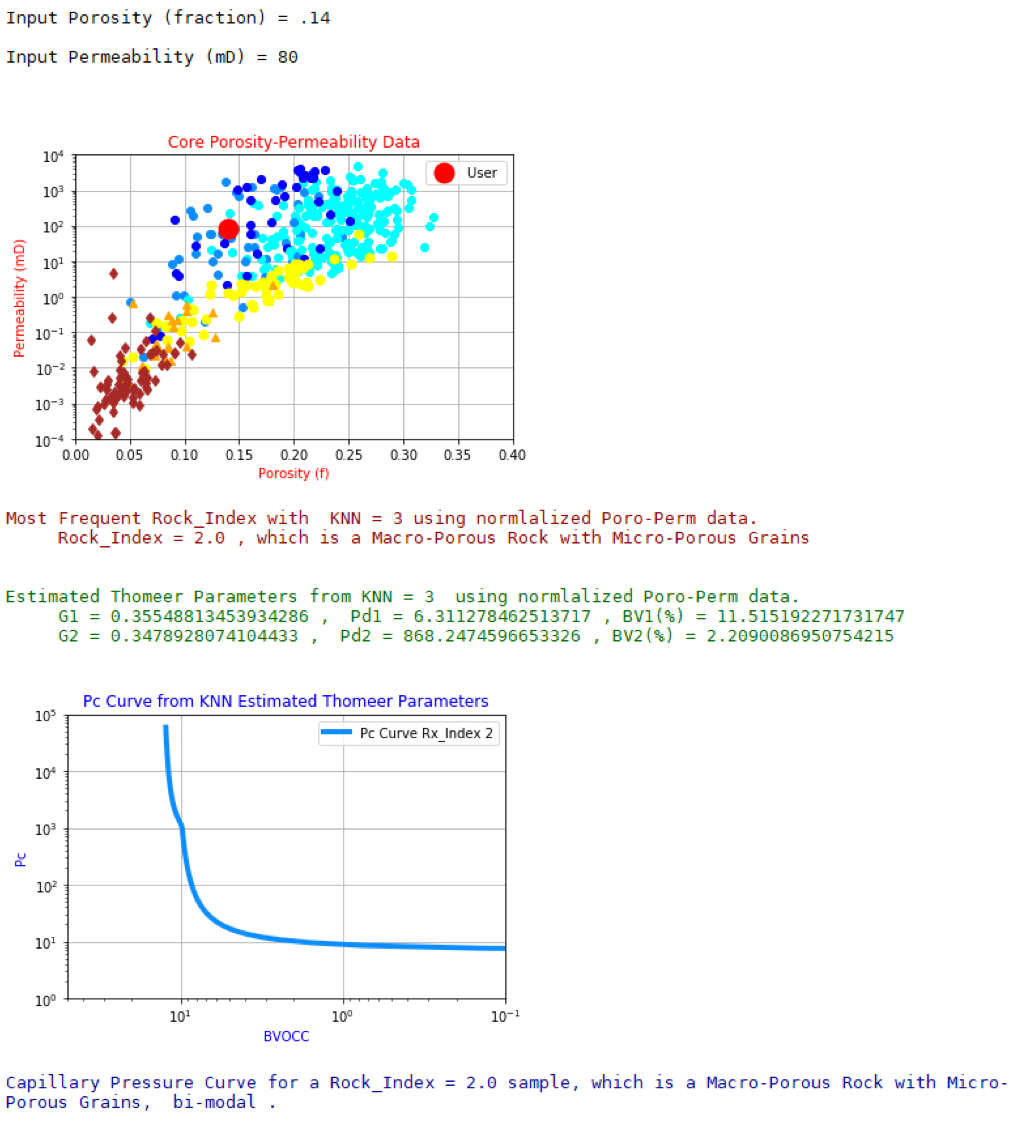 Input Porosity (fraction) = .14
Input Permeability (mD) = 80
Core Porosity-Permeability Data
User
10⁴
10³
10²
10¹
10⁰
10⁻¹
10⁻²
10⁻³
10⁻⁴
Permeability (mD)
0.00 0.05 0.10 0.15 0.20 0.25 0.30 0.35 0.40
Porosity (f)
Most Frequent Rock_Index with  KNN = 3 using normlalized Poro-Perm data.
Rock_Index = 2.0 , which is a Macro-Porous Rock with Micro-Porous Grains
Estimated Thomeer Parameters from KNN = 3  using normlalized Poro-Perm data.
G1 = 0.35548813453934286 ,  Pd1 = 6.311278462513717 , BV1(%) = 11.515192271731747
G2 = 0.3478928074104433 ,  Pd2 = 868.2474596653326 , BV2(%) = 2.2090086950754215
Pc Curve from KNN Estimated Thomeer Parameters
Pc Curve Rx_Index 2
10⁵
10⁴
10³
10²
10¹
10⁰
Pc
10¹ 10⁰ 10⁻¹
BVOCC
Capillary Pressure Curve for a Rock_Index = 2.0 sample, which is a Macro-Porous Rock with Micro-
Porous Grains,  bi-modal .